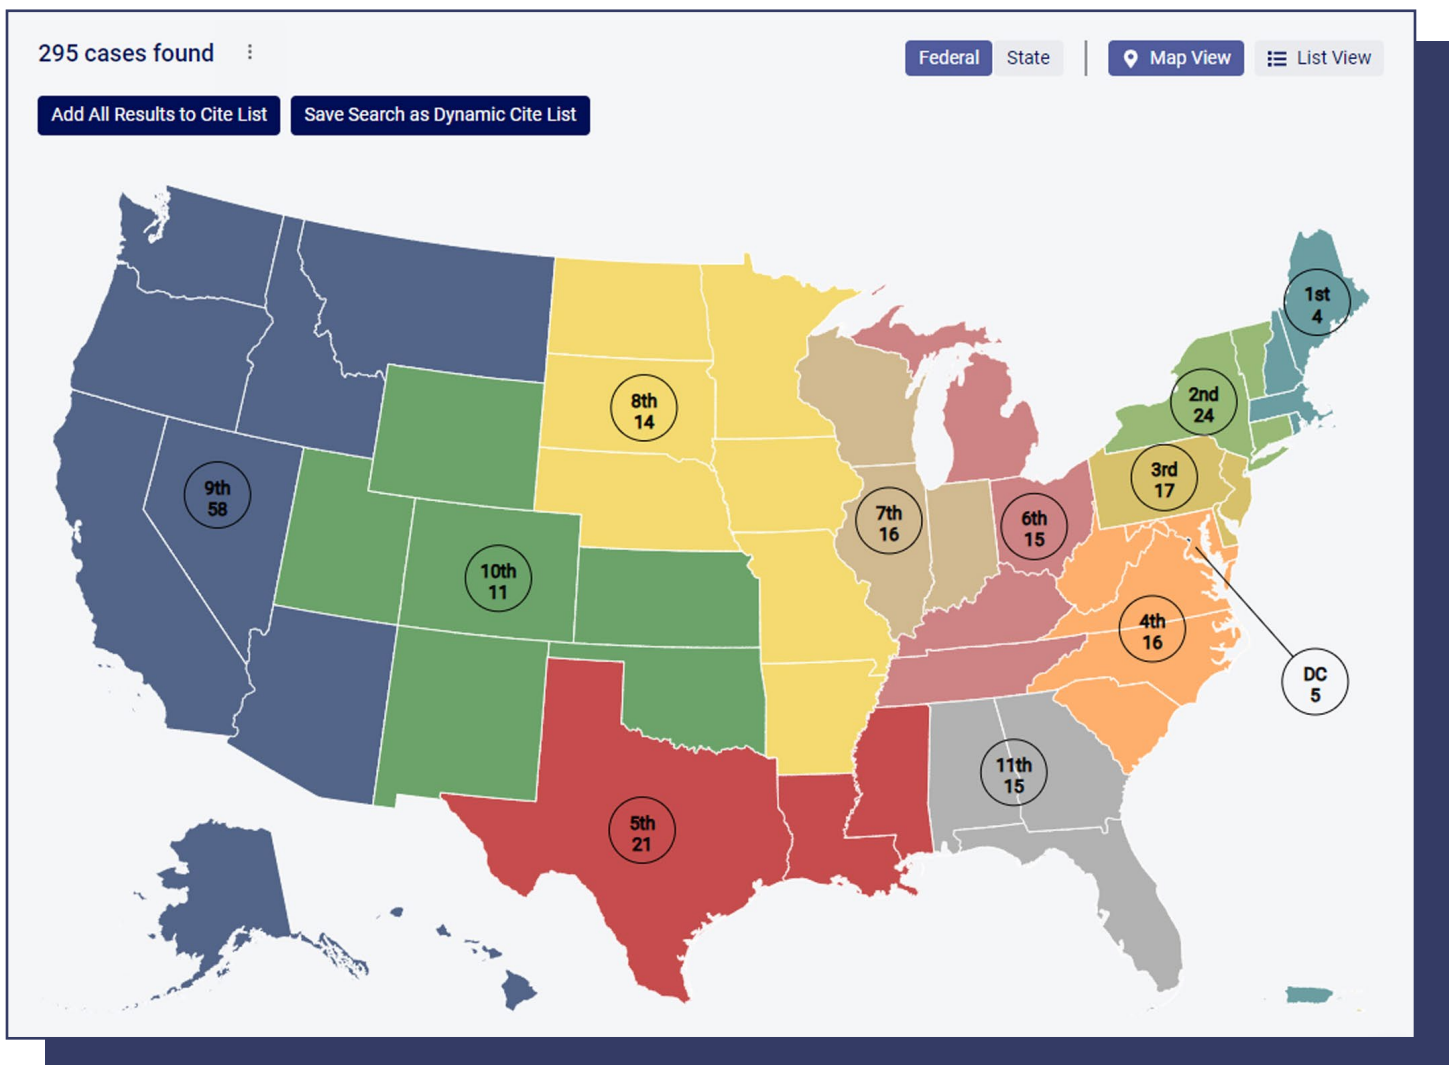 295 cases found
Federal
State
Map View
List View
Add All Results to Cite List
Save Search as Dynamic Cite List
1st
4
2nd
24
8th
14
3rd
17
9th
58
7th
16
6th
15
10th
11
4th
16
DC
5
11th
15
5th
21